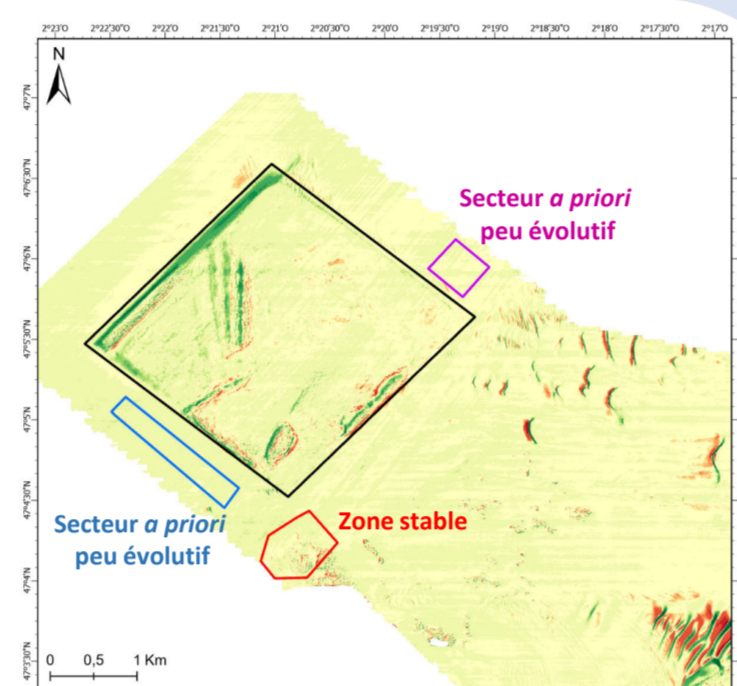 2°23'0 2°22'30"0 2°22'0 2°21'30"0 2°21'0 2°20'30"0 2°20'0 2°19'30"0 2°19'0 2°18'30"0 2°18'0 2°17'30"0 2°17'0
N
47°7'N
47°6'30"N
Secteur a priori
peu évolutif
47°6'N
47°5'30"N
47°5'N
47°4'30"N
Zone stable
Secteur a priori
peu évolutif
47°4'N
0 0,5 1 Km
47°3'30"N